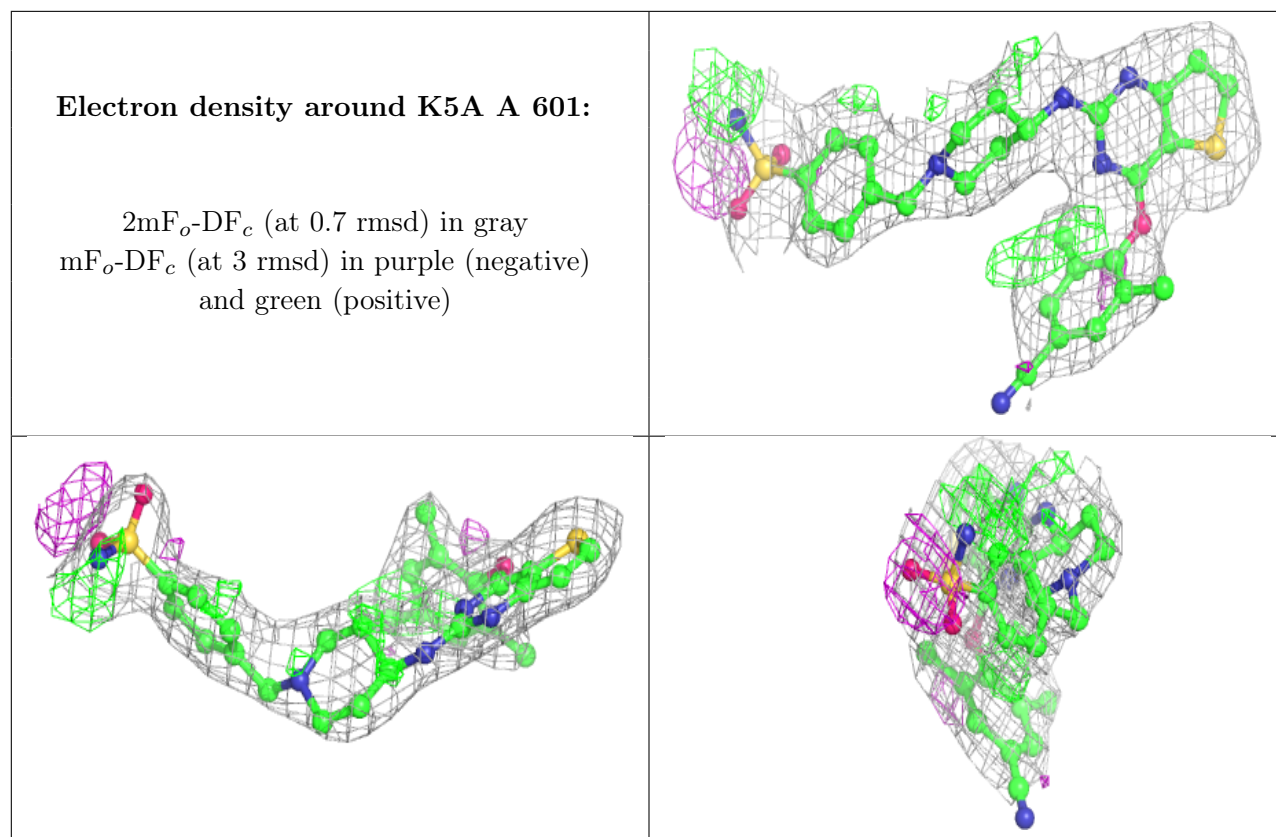 Electron density around K5A A 601:
2mFₒ-DF𝒸 (at 0.7 rmsd) in gray
mFₒ-DF𝒸 (at 3 rmsd) in purple (negative)
and green (positive)